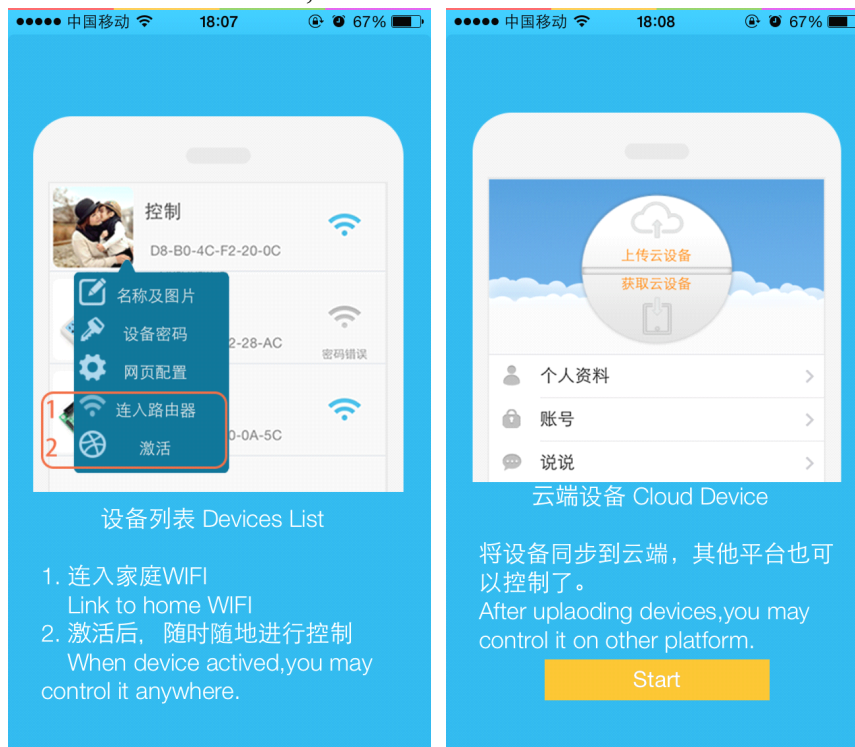 中国移动 18:07 67%
控制
D8-B0-4C-F2-20-0C
名称及图片
设备密码
2-28-AC
密码错误
网页配置
1 连入路由器
0-0A-5C
2 激活
设备列表 Devices List
1. 连入家庭WIFI
Link to home WIFI
2. 激活后，随时随地进行控制
When device actived,you may
control it anywhere.
中国移动 18:08 67%
上传云设备
获取云设备
个人资料
账号
说说
云端设备 Cloud Device
将设备同步到云端，其他平台也可
以控制了。
After uplaoding devices,you may
control it on other platform.
Start